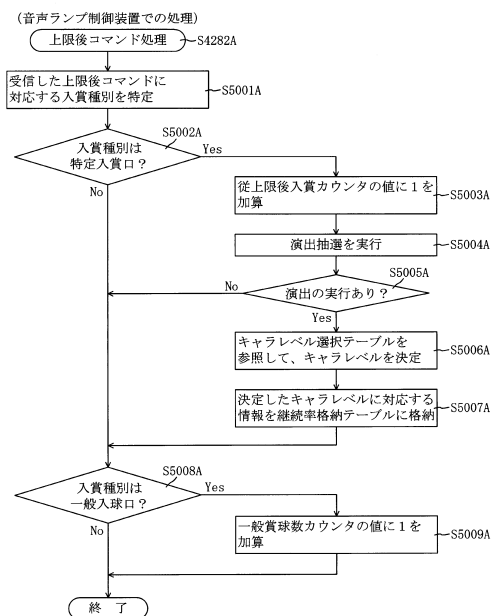 （音声ランプ制御装置での処理）
上限後コマンド処理
S4282A
受信した上限後コマンドに
対応する入賞種別を特定
S5001A
S5002A
入賞種別は
特定入賞口？
Yes
No
従上限後入賞カウンタの値に１を
加算
S5003A
演出抽選を実行
S5004A
S5005A
演出の実行あり？
No
Yes
キャラレベル選択テーブルを
参照して、キャラレベルを決定
S5006A
決定したキャラレベルに対応する
情報を継続率格納テーブルに格納
S5007A
S5008A
入賞種別は
一般入球口？
Yes
No
一般賞球数カウンタの値に１を
加算
S5009A
終　了